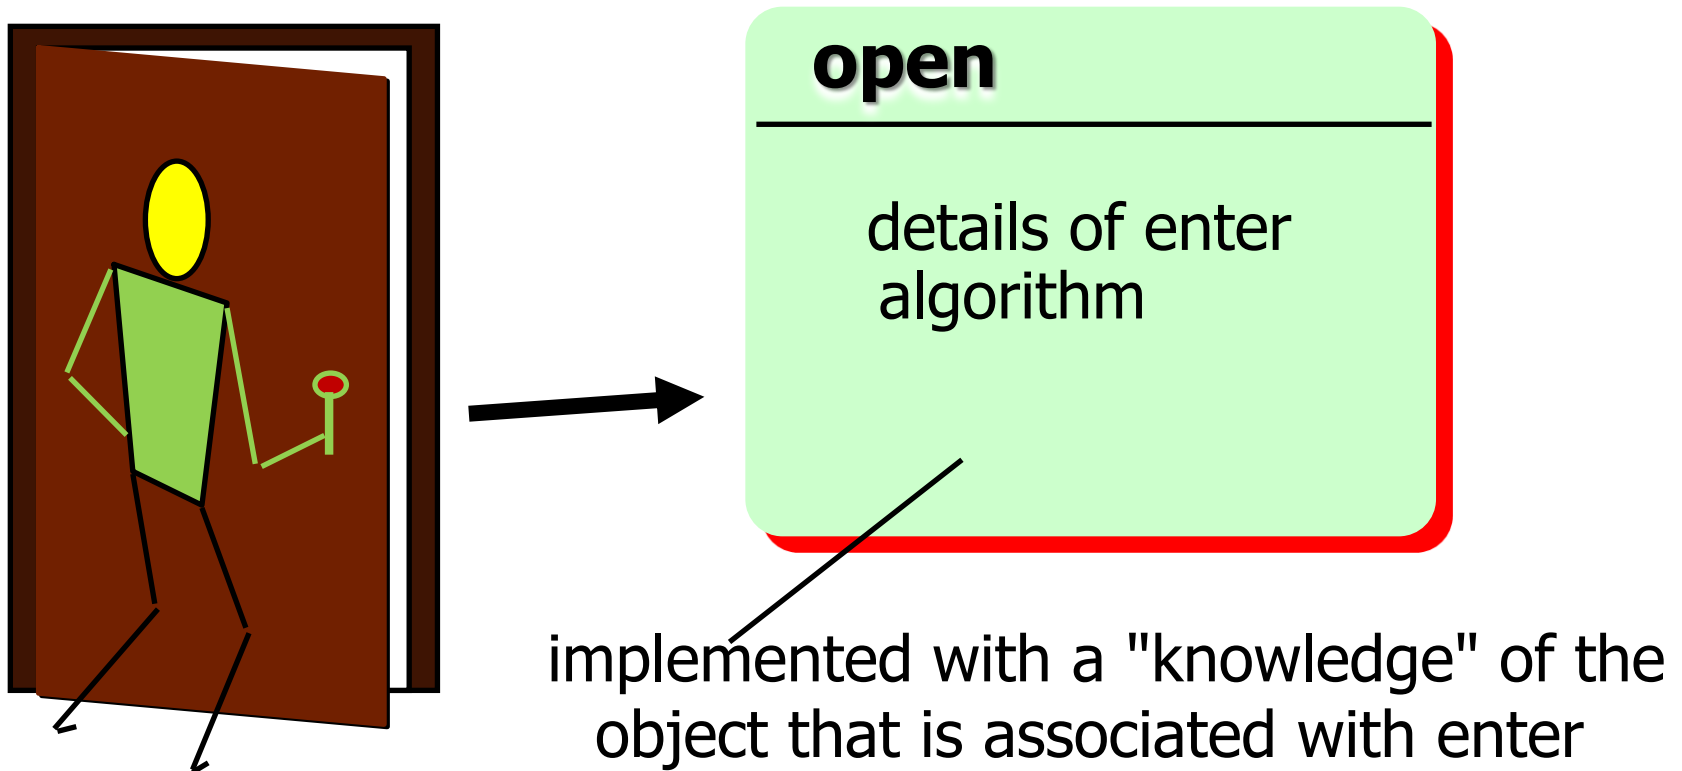 open
details of enter
algorithm
implemented with a "knowledge" of the
object that is associated with enter